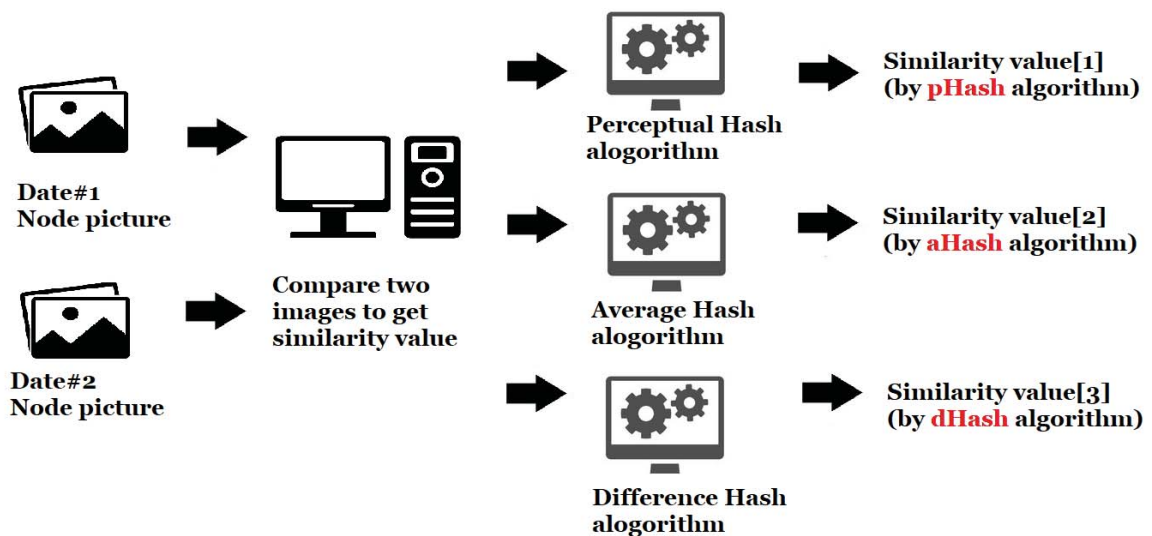 Date#1
Node picture
Date#2
Node picture
Compare two
images to get
similarity value
Perceptual Hash
alogorithm
Average Hash
alogorithm
Difference Hash
alogorithm
Similarity value[1]
(by pHash algorithm)
Similarity value[2]
(by aHash algorithm)
Similarity value[3]
(by dHash algorithm)